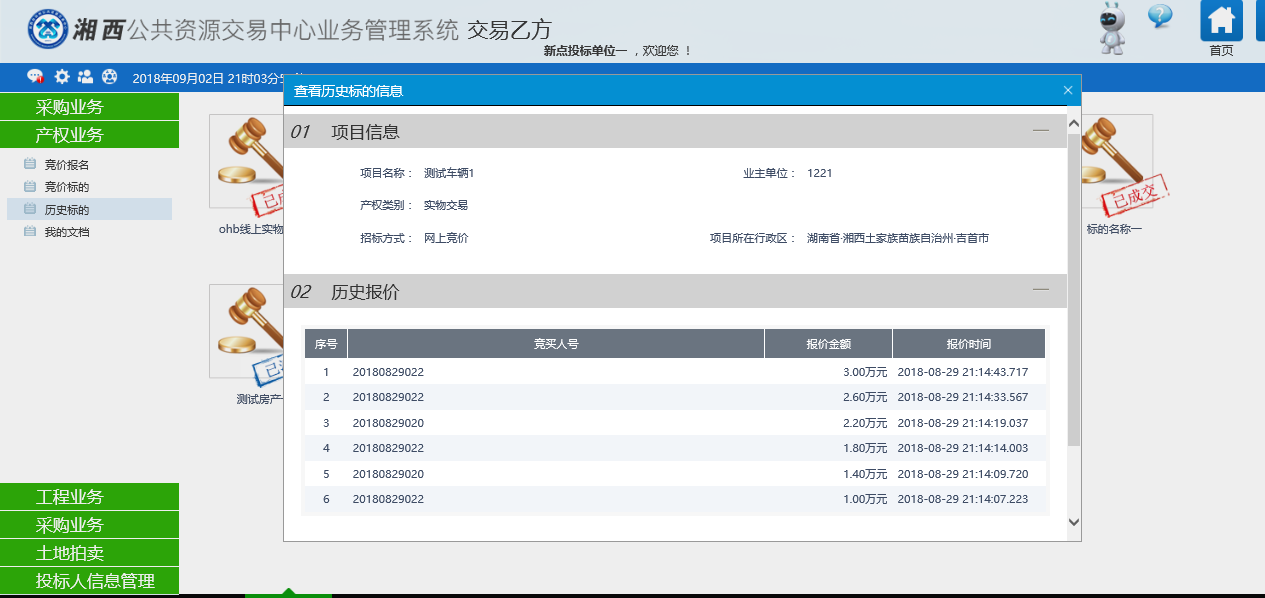 湘西公共资源交易中心业务管理系统 交易乙方
新点投标单位一 ，欢迎您 ！
首页
2018年09月02日 21时03分
查看历史标的信息
采购业务
产权业务
竞价报名
竞价标的
历史标的
我的文档
工程业务
采购业务
土地拍卖
投标人信息管理
ohb线上实物
测试房产
01 项目信息
项目名称： 测试车辆1 业主单位： 1221
产权类别： 实物交易
招标方式： 网上竞价 项目所在行政区： 湖南省·湘西土家族苗族自治州·吉首市
02 历史报价
序号 竞买人号 报价金额 报价时间
1 20180829022 3.00万元 2018-08-29 21:14:43.717
2 20180829022 2.60万元 2018-08-29 21:14:33.567
3 20180829020 2.20万元 2018-08-29 21:14:19.037
4 20180829022 1.80万元 2018-08-29 21:14:14.003
5 20180829020 1.40万元 2018-08-29 21:14:09.720
6 20180829022 1.00万元 2018-08-29 21:14:07.223
已成交
标的名称一